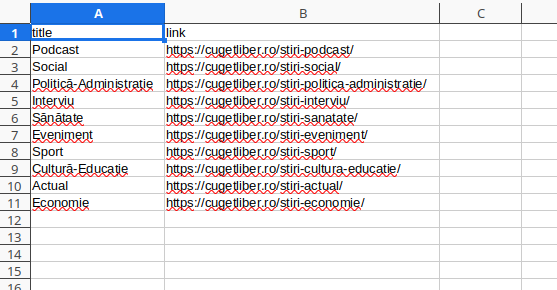 A B C
1 title link
2 Podcast https://cugetliber.ro/stiri-podcast/
3 Social https://cugetliber.ro/stiri-social/
4 Politică-Administrație https://cugetliber.ro/stiri-politica-administratie/
5 Interviu https://cugetliber.ro/stiri-interviu/
6 Sănătate https://cugetliber.ro/stiri-sanatate/
7 Eveniment https://cugetliber.ro/stiri-eveniment/
8 Sport https://cugetliber.ro/stiri-sport/
9 Cultură-Educație https://cugetliber.ro/stiri-cultura-educatie/
10 Actual https://cugetliber.ro/stiri-actual/
11 Economie https://cugetliber.ro/stiri-economie/
12
13
14
15
16